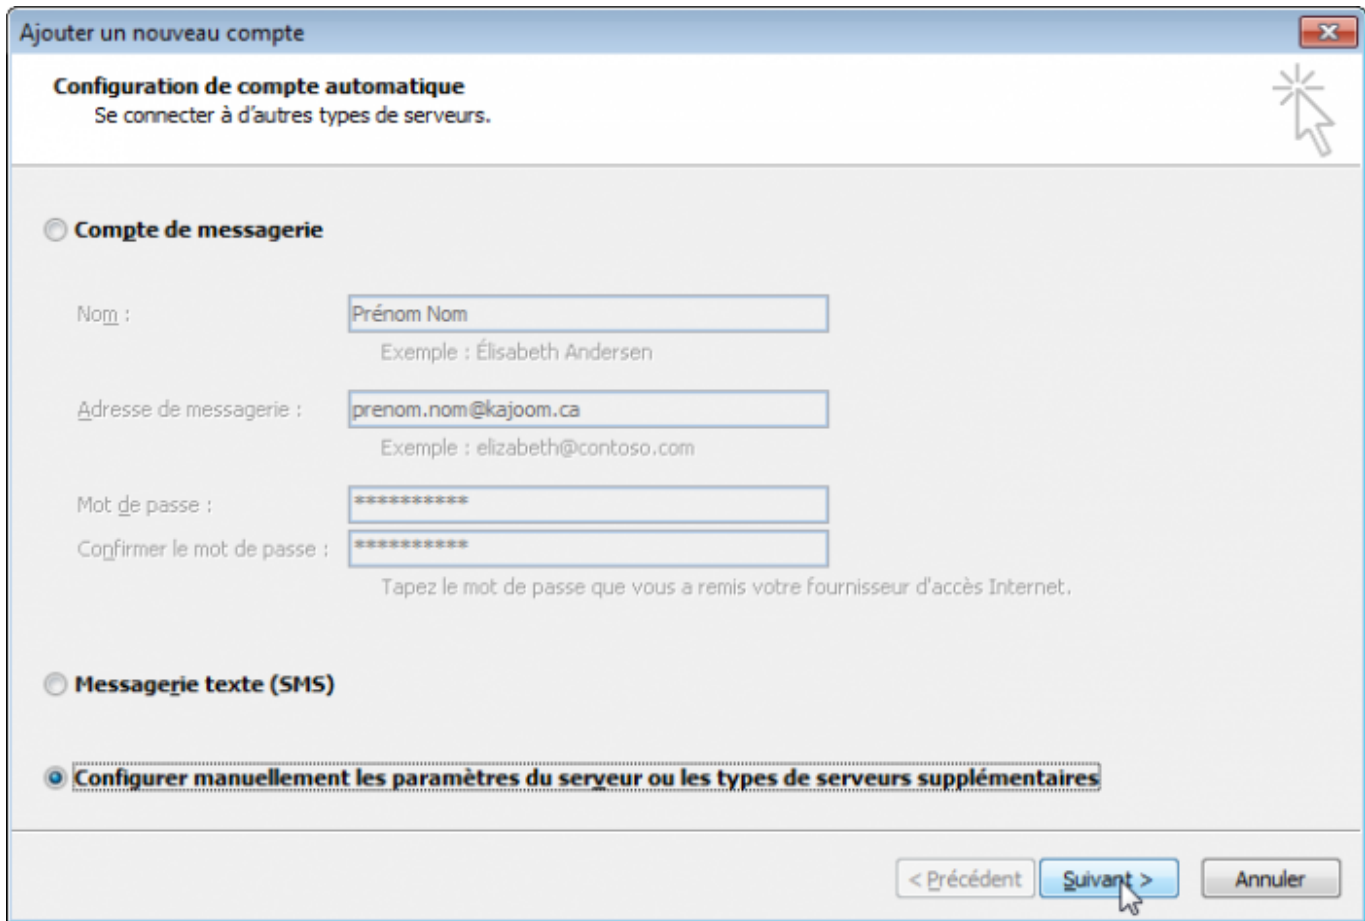 Ajouter un nouveau compte
Configuration de compte automatique
Se connecter à d'autres types de serveurs.
Compte de messagerie
Nom : Prénom Nom
Exemple : Élisabeth Andersen
Adresse de messagerie : prenom.nom@kajoom.ca
Exemple : elizabeth@contoso.com
Mot de passe : **********
Confirmer le mot de passe : **********
Tapez le mot de passe que vous a remis votre fournisseur d'accès Internet.
Messagerie texte (SMS)
Configurer manuellement les paramètres du serveur ou les types de serveurs supplémentaires
< Précédent Suivant > Annuler